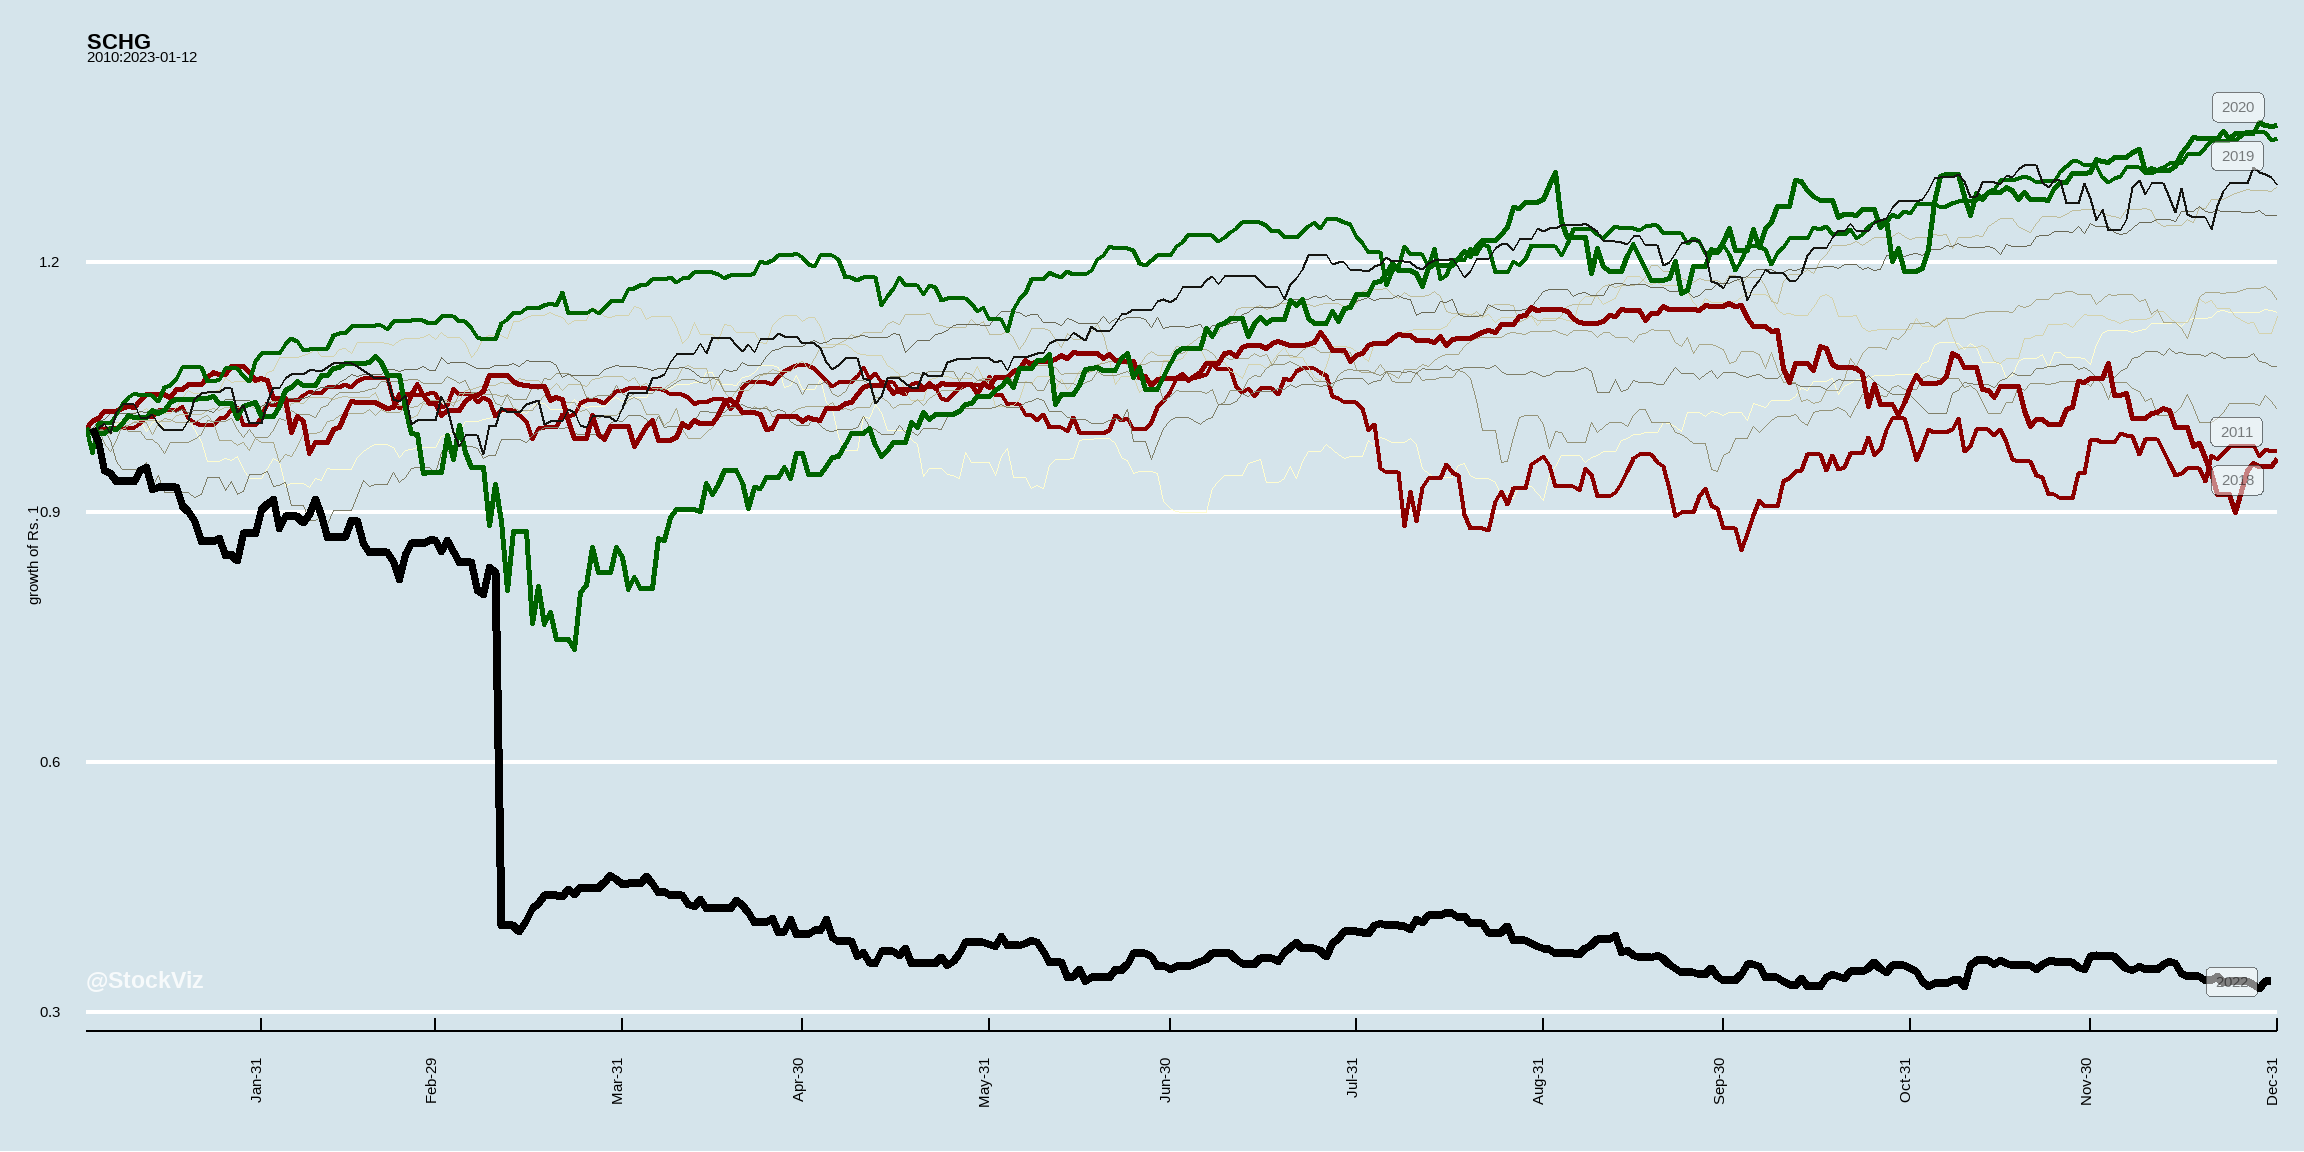 SCHG
2010:2023-01-12
2020
2019
1.2
2011
2018
0.9
growth of Rs. 1
0.6
@StockViz
2022
0.3
Jan-31
Feb-29
Mar-31
Apr-30
May-31
Jun-30
Jul-31
Aug-31
Sep-30
Oct-31
Nov-30
Dec-31